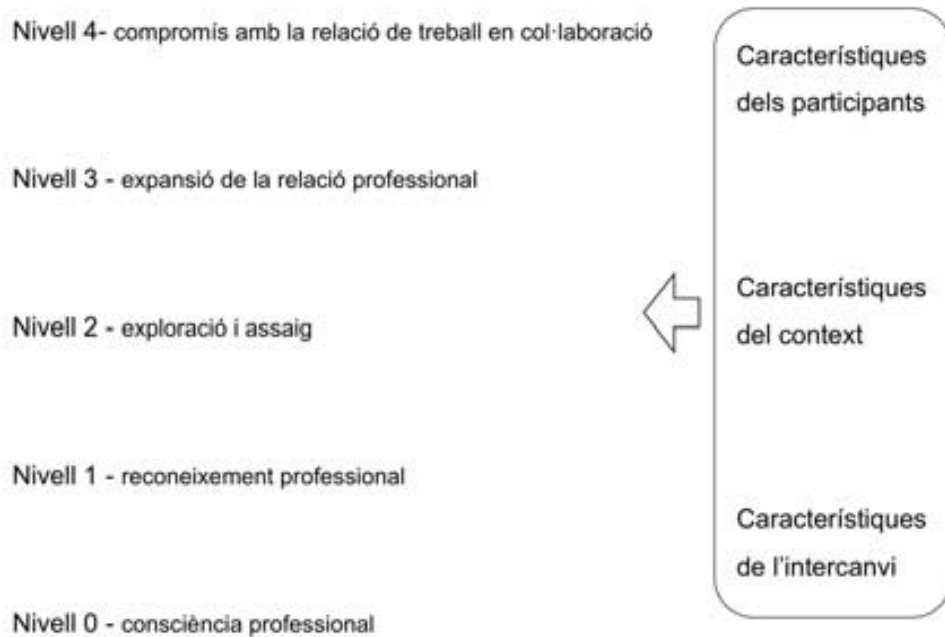 Nivell 4- compromís amb la relació de treball en col·laboració
Nivell 3 - expansió de la relació professional
Nivell 2 - exploració i assaig
Nivell 1 - reconeixement professional
Nivell 0 - consciència professional
Característiques
dels participants
Característiques
del context
Característiques
de l'intercanvi